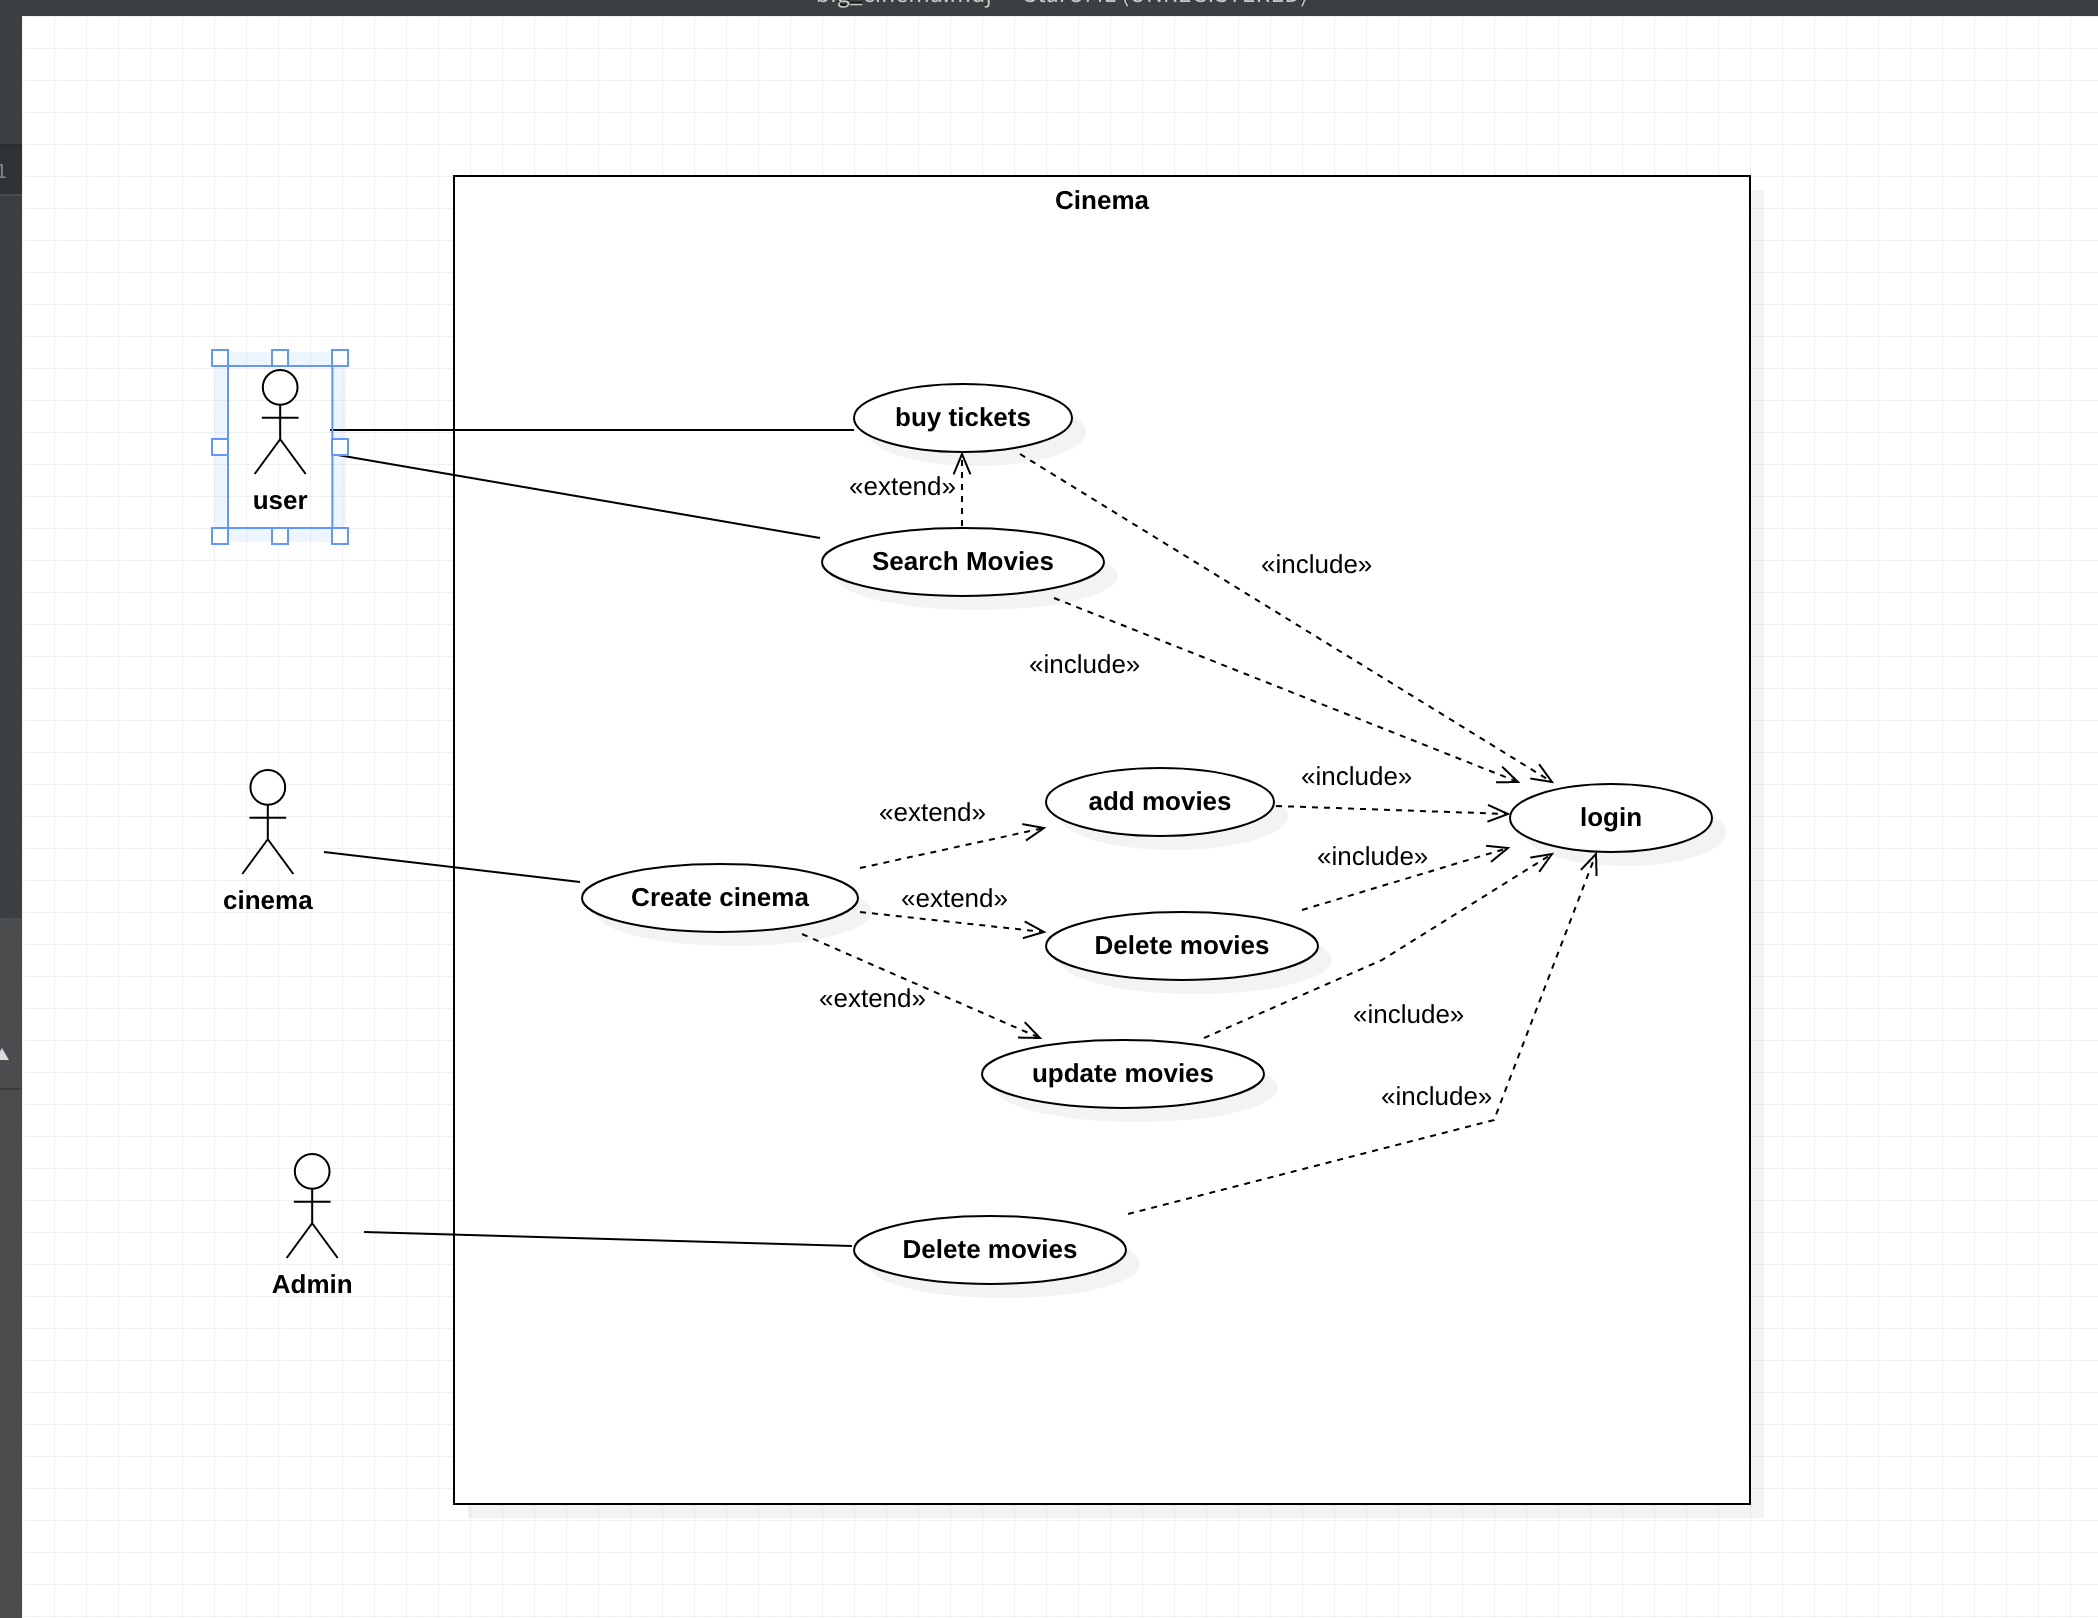 Cinema
buy tickets
user
«extend»
Search Movies
«include»
«include»
add movies
«include»
«extend»
login
«include»
cinema
Create cinema
«extend»
Delete movies
«extend»
«include»
update movies
«include»
Delete movies
Admin